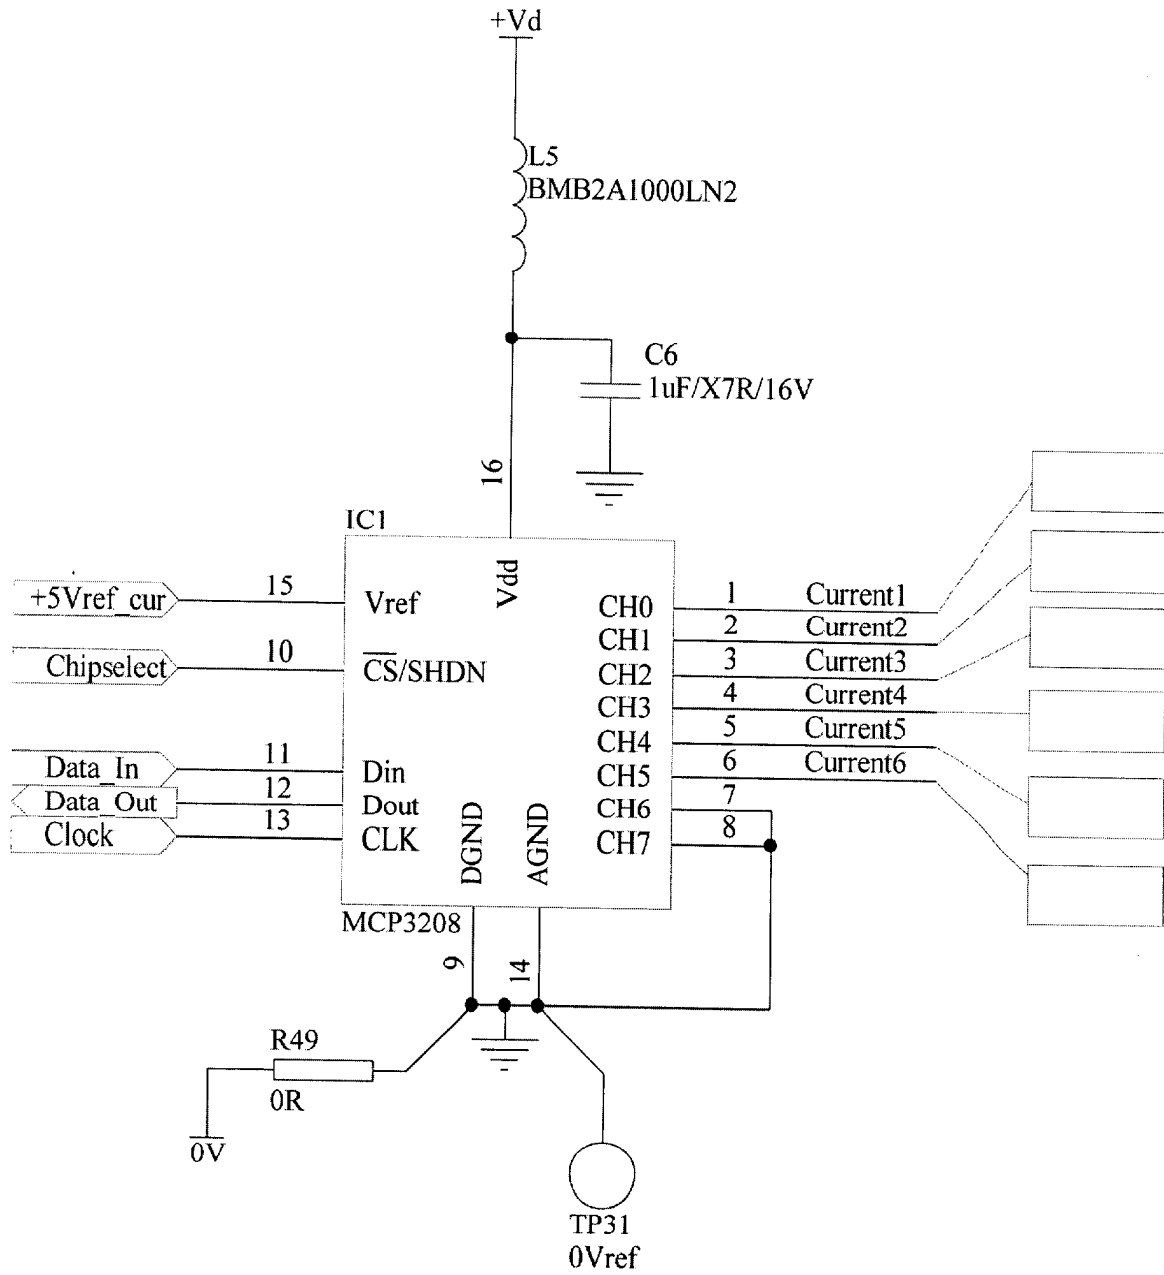 +Vd
L5
BMB2A1000LN2
C6
1uF/X7R/16V
16
IC1
+5Vref_cur
15
Vref
Vdd
CH0
1
Current1
CH1
2
Current2
Chipselect
10
CS/SHDN
CH2
3
Current3
CH3
4
Current4
CH4
5
Current5
Data_In
11
Din
CH5
6
Current6
Data_Out
12
Dout
CH6
7
Clock
13
CLK
DGND
AGND
CH7
8
MCP3208
9
14
R49
0R
0V
TP31
0Vref